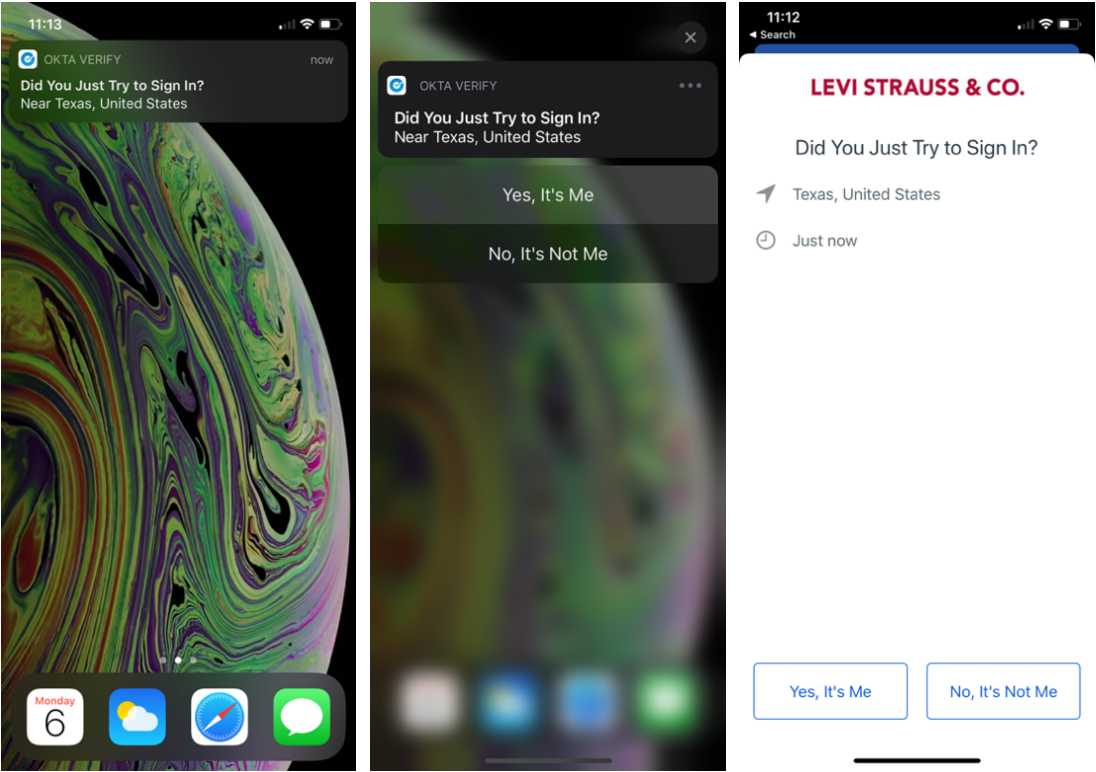 11:13
OKTA VERIFY now
Did You Just Try to Sign In?
Near Texas, United States
Monday
6
OKTA VERIFY
Did You Just Try to Sign In?
Near Texas, United States
Yes, It's Me
No, It's Not Me
11:12
◀ Search
LEVI STRAUSS & CO.
Did You Just Try to Sign In?
Texas, United States
Just now
Yes, It's Me No, It's Not Me